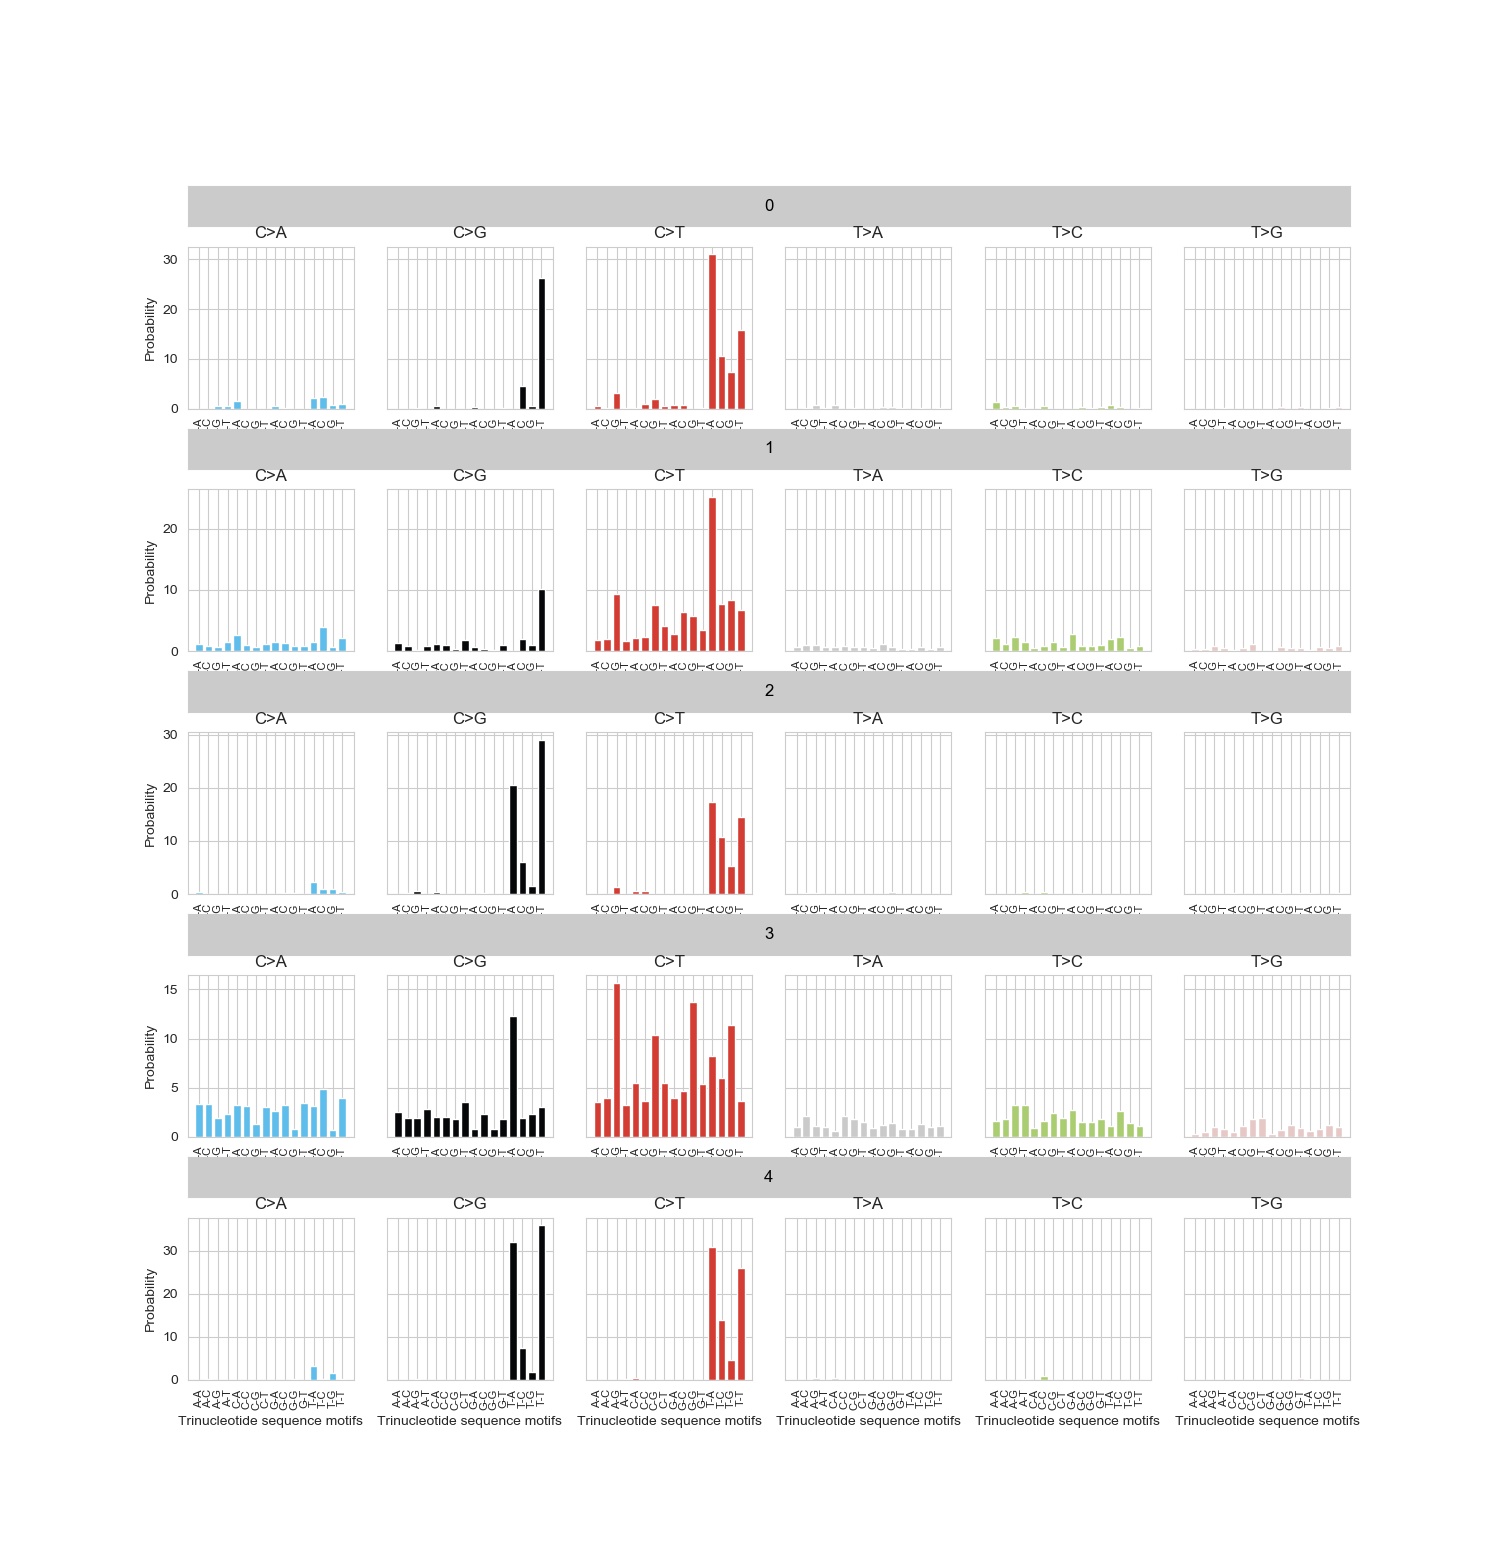 0
C>A C>G C>T T>A T>C T>G
Probability
30
20
10
0
1
C>A C>G C>T T>A T>C T>G
Probability
20
10
0
2
C>A C>G C>T T>A T>C T>G
Probability
30
20
10
0
3
C>A C>G C>T T>A T>C T>G
Probability
15
10
5
0
4
C>A C>G C>T T>A T>C T>G
Probability
30
20
10
0
A-A A-C A-G A-T C-A C-C C-G C-T G-A G-C G-G G-T T-A T-C T-G T-T
A-A A-C A-G A-T C-A C-C C-G C-T G-A G-C G-G G-T T-A T-C T-G T-T
A-A A-C A-G A-T C-A C-C C-G C-T G-A G-C G-G G-T T-A T-C T-G T-T
A-A A-C A-G A-T C-A C-C C-G C-T G-A G-C G-G G-T T-A T-C T-G T-T
A-A A-C A-G A-T C-A C-C C-G C-T G-A G-C G-G G-T T-A T-C T-G T-T
A-A A-C A-G A-T C-A C-C C-G C-T G-A G-C G-G G-T T-A T-C T-G T-T
Trinucleotide sequence motifs Trinucleotide sequence motifs Trinucleotide sequence motifs Trinucleotide sequence motifs Trinucleotide sequence motifs Trinucleotide sequence motifs